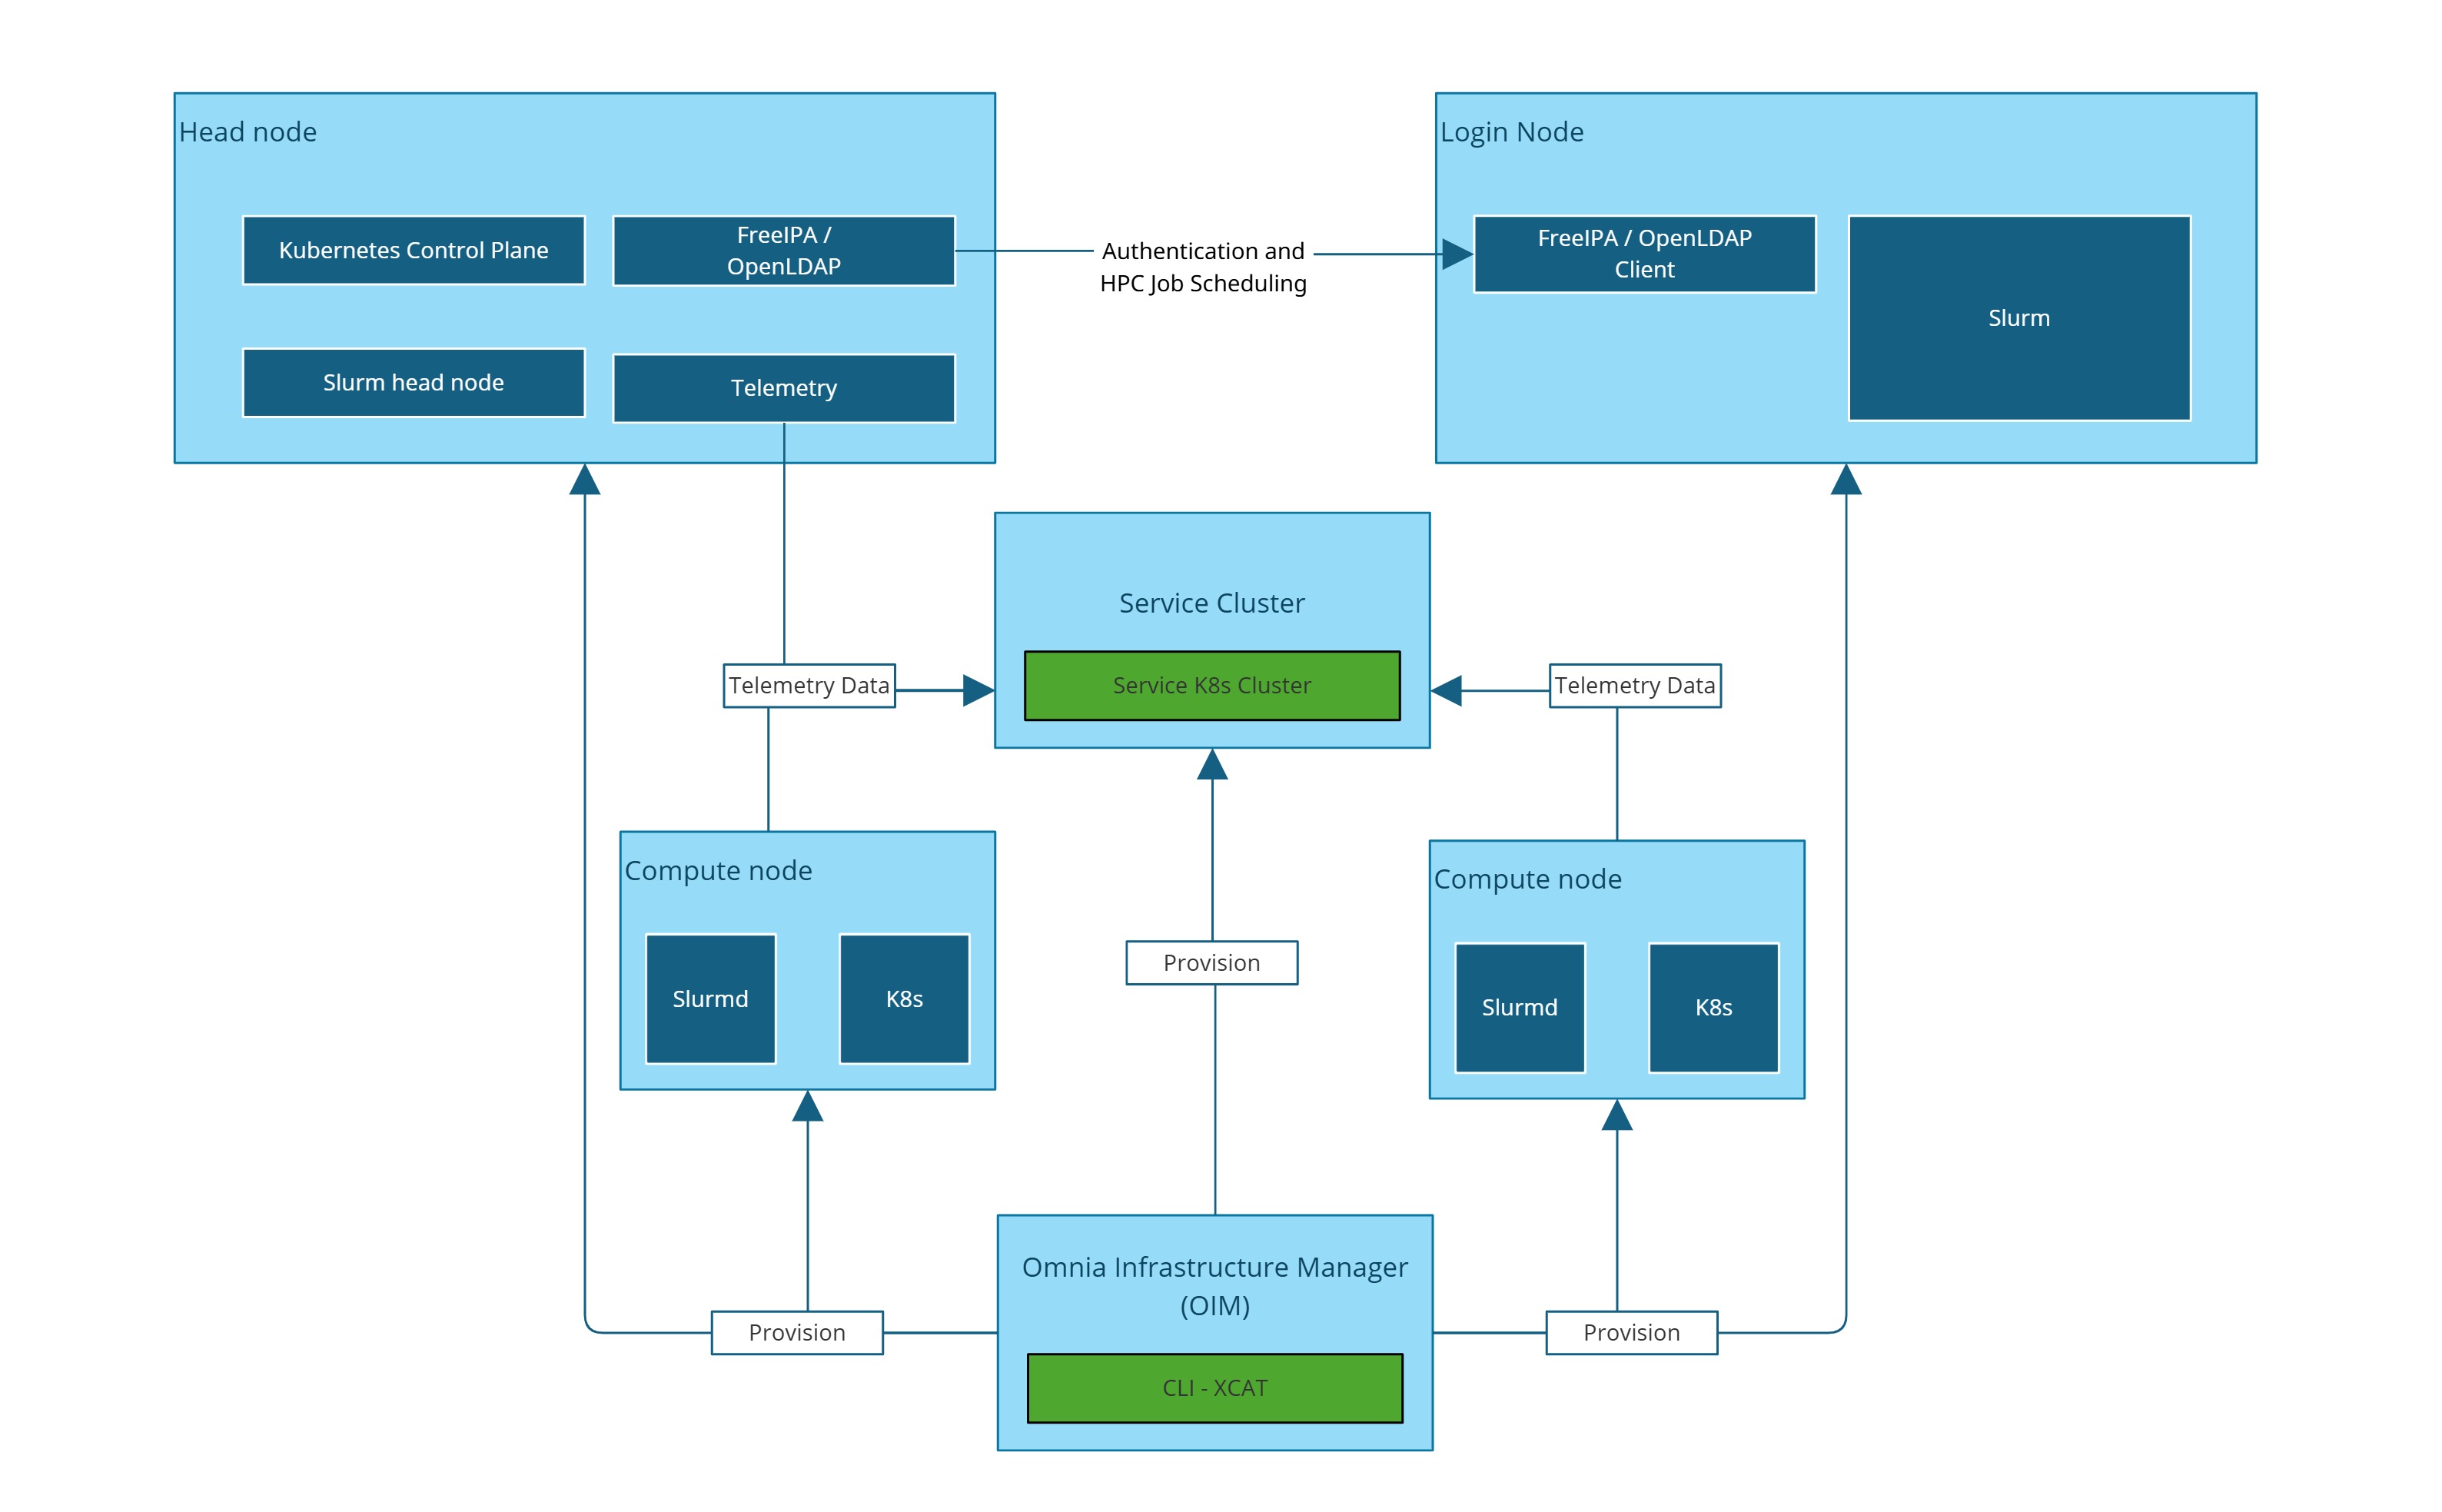 Head node
Kubernetes Control Plane
FreeIPA /
OpenLDAP
Slurm head node
Telemetry
Authentication and
HPC Job Scheduling
Login Node
FreeIPA / OpenLDAP
Client
Slurm
Service Cluster
Service K8s Cluster
Telemetry Data
Telemetry Data
Compute node
Slurmd
K8s
Provision
Compute node
Slurmd
K8s
Omnia Infrastructure Manager
(OIM)
CLI - XCAT
Provision
Provision